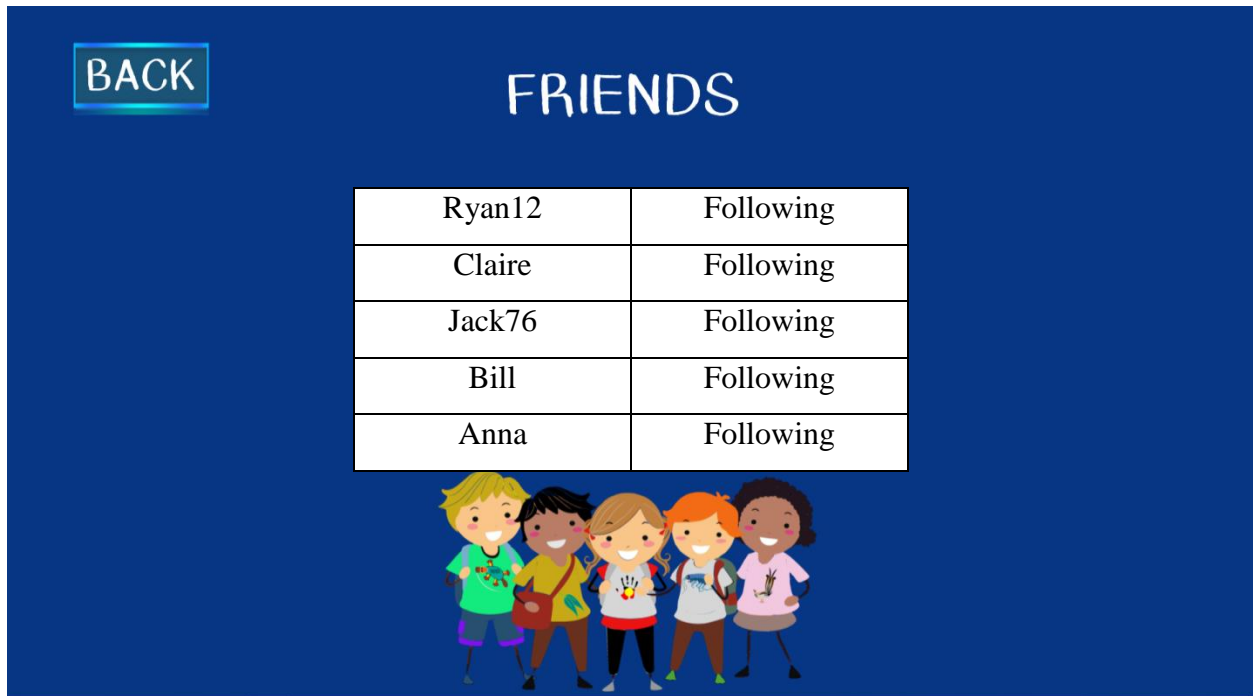 BACK
FRIENDS
Ryan12 Following
Claire Following
Jack76 Following
Bill Following
Anna Following